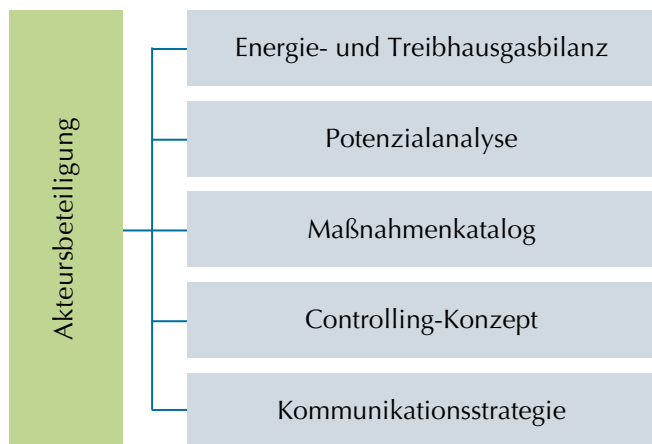 Akteursbeteiligung
Energie- und Treibhausgasbilanz
Potenzialanalyse
Maßnahmenkatalog
Controlling-Konzept
Kommunikationsstrategie